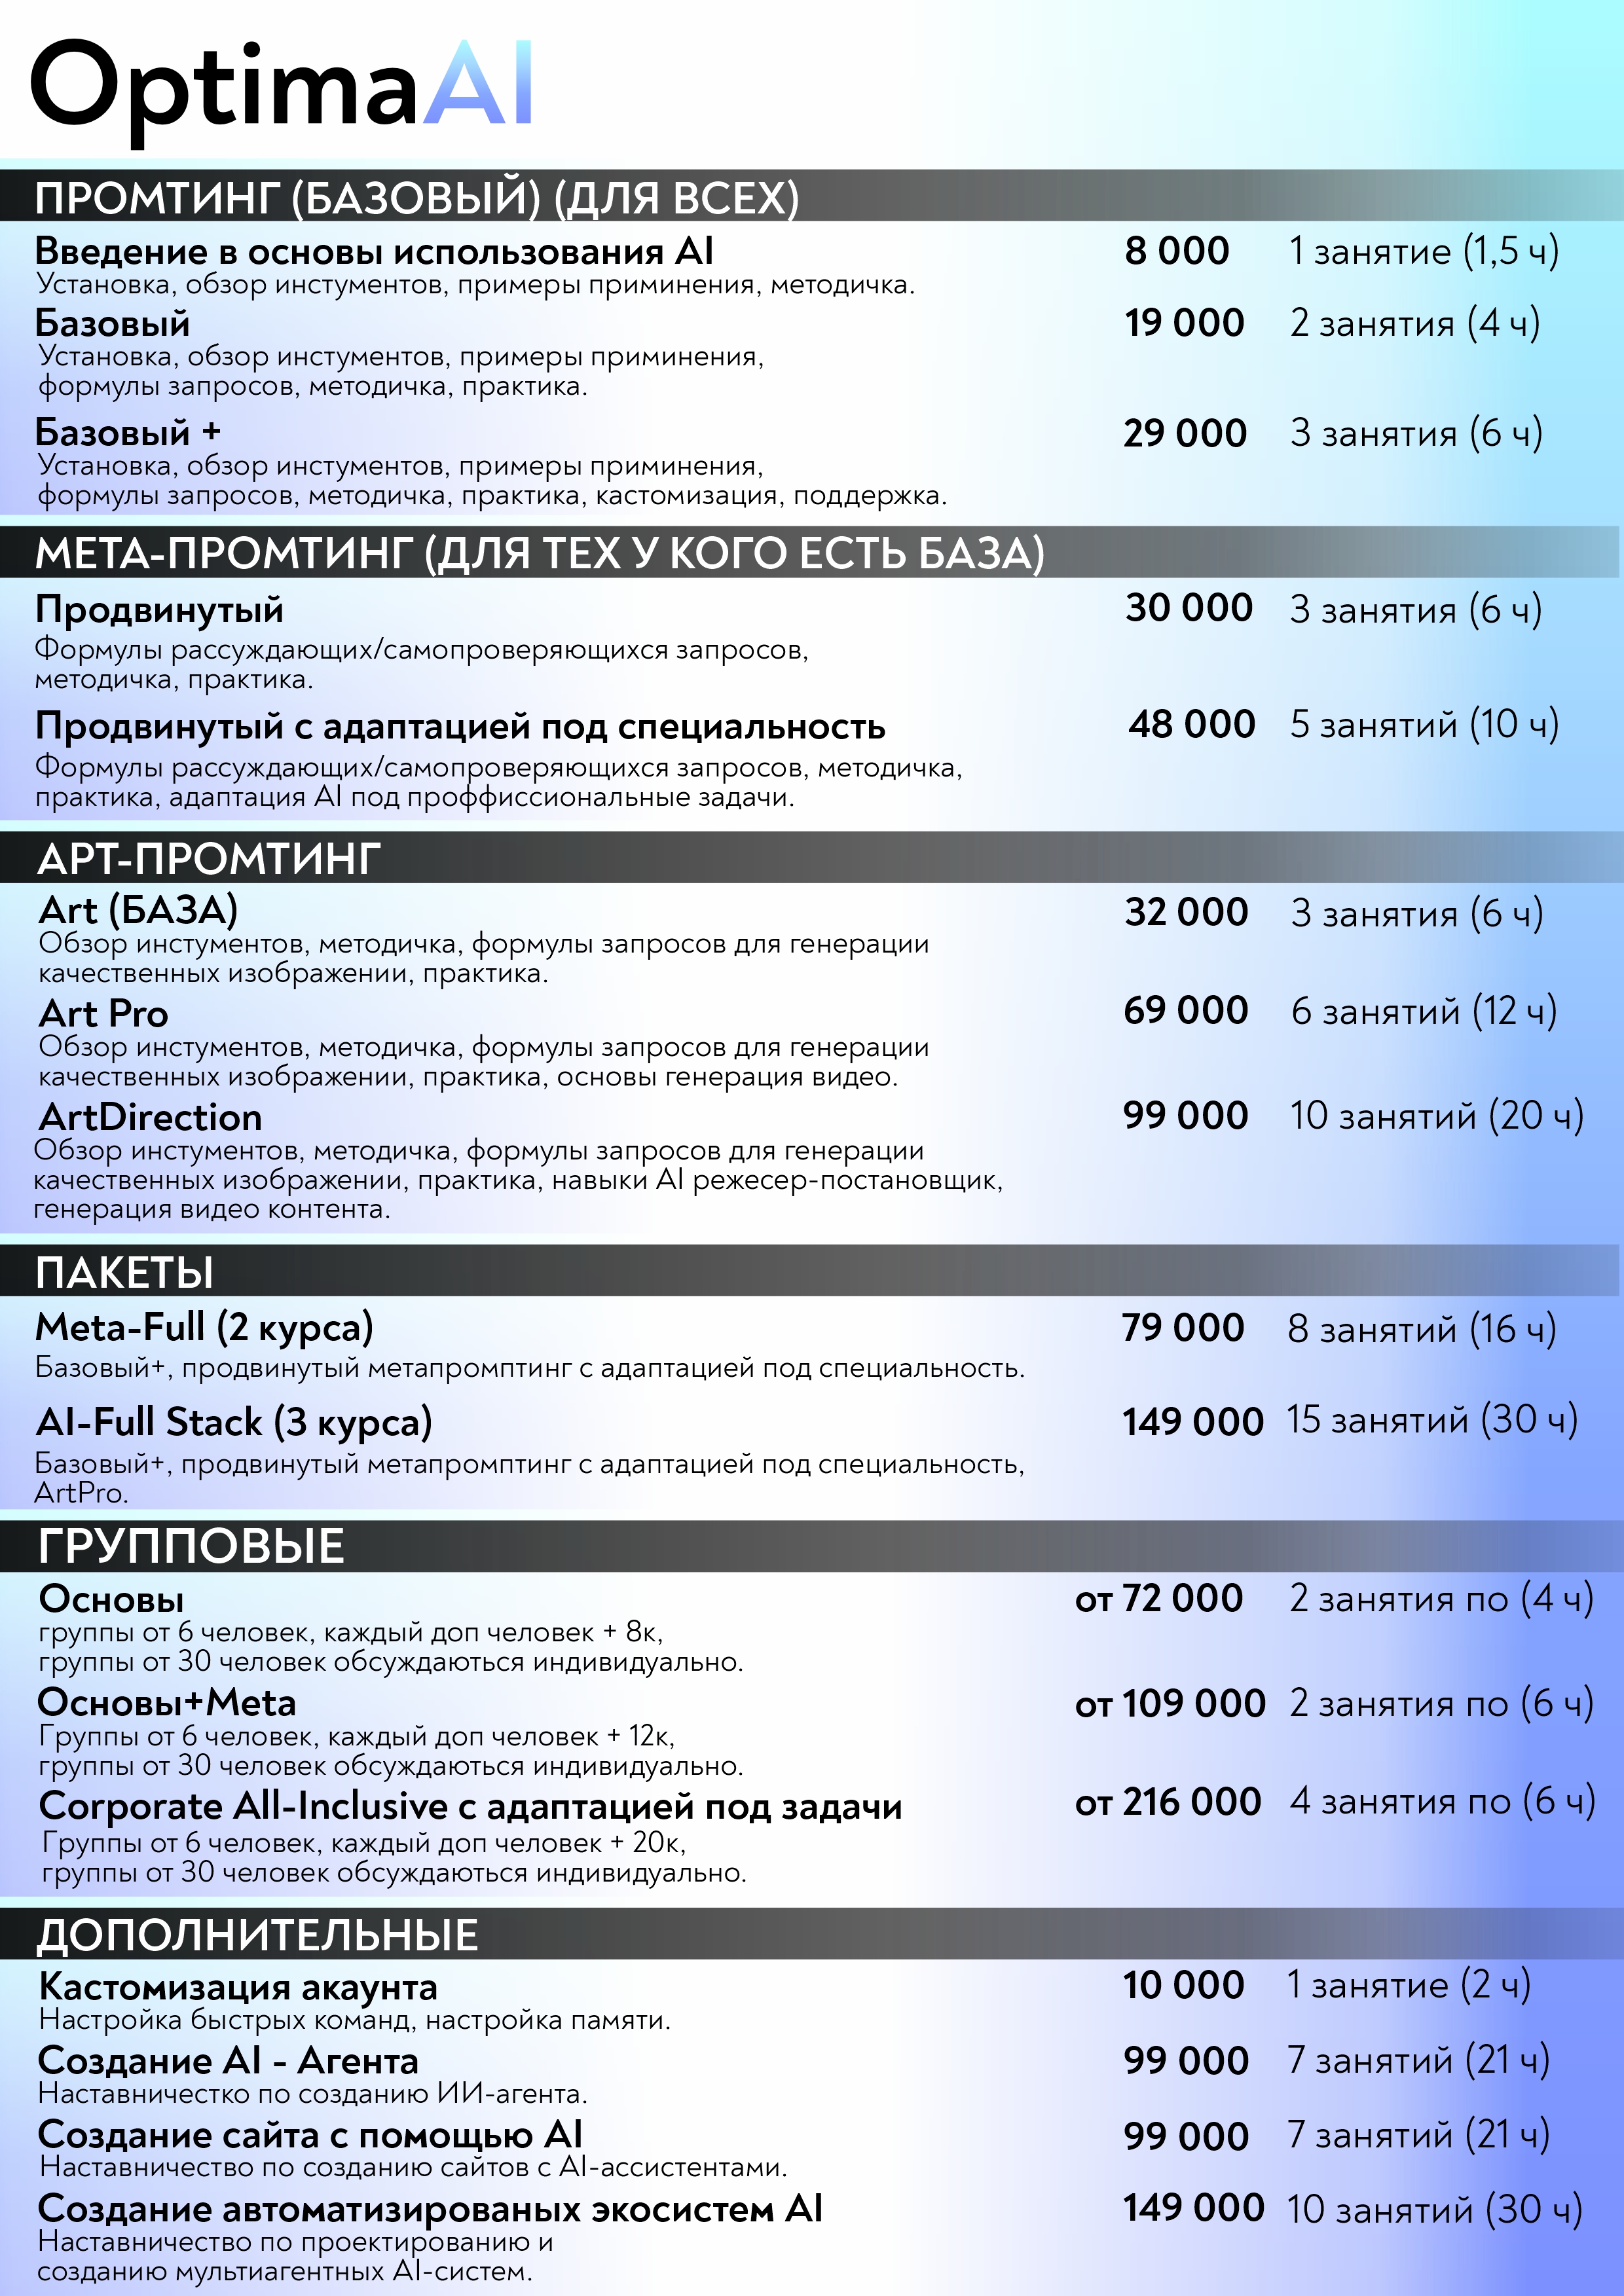 OptimaAI
ПРОМТИНГ (БАЗОВЫЙ) (ДЛЯ ВСЕХ)
Введение в основы использования AI 8 000 1 занятие (1,5 ч)
Установка, обзор инстументов, примеры приминения, методичка.
Базовый 19 000 2 занятия (4 ч)
Установка, обзор инстументов, примеры приминения,
формулы запросов, методичка, практика.
Базовый + 29 000 3 занятия (6 ч)
Установка, обзор инстументов, примеры приминения,
формулы запросов, методичка, практика, кастомизация, поддержка.
МЕТА-ПРОМТИНГ (ДЛЯ ТЕХ У КОГО ЕСТЬ БАЗА)
Продвинутый 30 000 3 занятия (6 ч)
Формулы рассуждающих/самопроверяющихся запросов,
методичка, практика.
Продвинутый с адаптацией под специальность 48 000 5 занятий (10 ч)
Формулы рассуждающих/самопроверяющихся запросов, методичка,
практика, адаптация AI под проффиссиональные задачи.
АРТ-ПРОМТИНГ
Art (БАЗА) 32 000 3 занятия (6 ч)
Обзор инстументов, методичка, формулы запросов для генерации
качественных изображении, практика.
Art Pro 69 000 6 занятий (12 ч)
Обзор инстументов, методичка, формулы запросов для генерации
качественных изображении, практика, основы генерация видео.
ArtDirection 99 000 10 занятий (20 ч)
Обзор инстументов, методичка, формулы запросов для генерации
качественных изображении, практика, навыки AI режесер-постановщик,
генерация видео контента.
ПАКЕТЫ
Meta-Full (2 курса) 79 000 8 занятий (16 ч)
Базовый+, продвинутый метапромптинг с адаптацией под специальность.
AI-Full Stack (3 курса) 149 000 15 занятий (30 ч)
Базовый+, продвинутый метапромптинг с адаптацией под специальность,
ArtPro.
ГРУППОВЫЕ
Основы от 72 000 2 занятия по (4 ч)
группы от 6 человек, каждый доп человек + 8к,
группы от 30 человек обсуждаються индивидуально.
Основы+Meta от 109 000 2 занятия по (6 ч)
Группы от 6 человек, каждый доп человек + 12к,
группы от 30 человек обсуждаються индивидуально.
Corporate All-Inclusive с адаптацией под задачи от 216 000 4 занятия по (6 ч)
Группы от 6 человек, каждый доп человек + 20к,
группы от 30 человек обсуждаються индивидуально.
ДОПОЛНИТЕЛЬНЫЕ
Кастомизация акаунта 10 000 1 занятие (2 ч)
Настройка быстрых команд, настройка памяти.
Создание AI - Агента 99 000 7 занятий (21 ч)
Наставничестко по созданию ИИ-агента.
Создание сайта с помощью AI 99 000 7 занятий (21 ч)
Наставничество по созданию сайтов с AI-ассистентами.
Создание автоматизированых экосистем AI 149 000 10 занятий (30 ч)
Наставничество по проектированию и
созданию мультиагентных AI-систем.